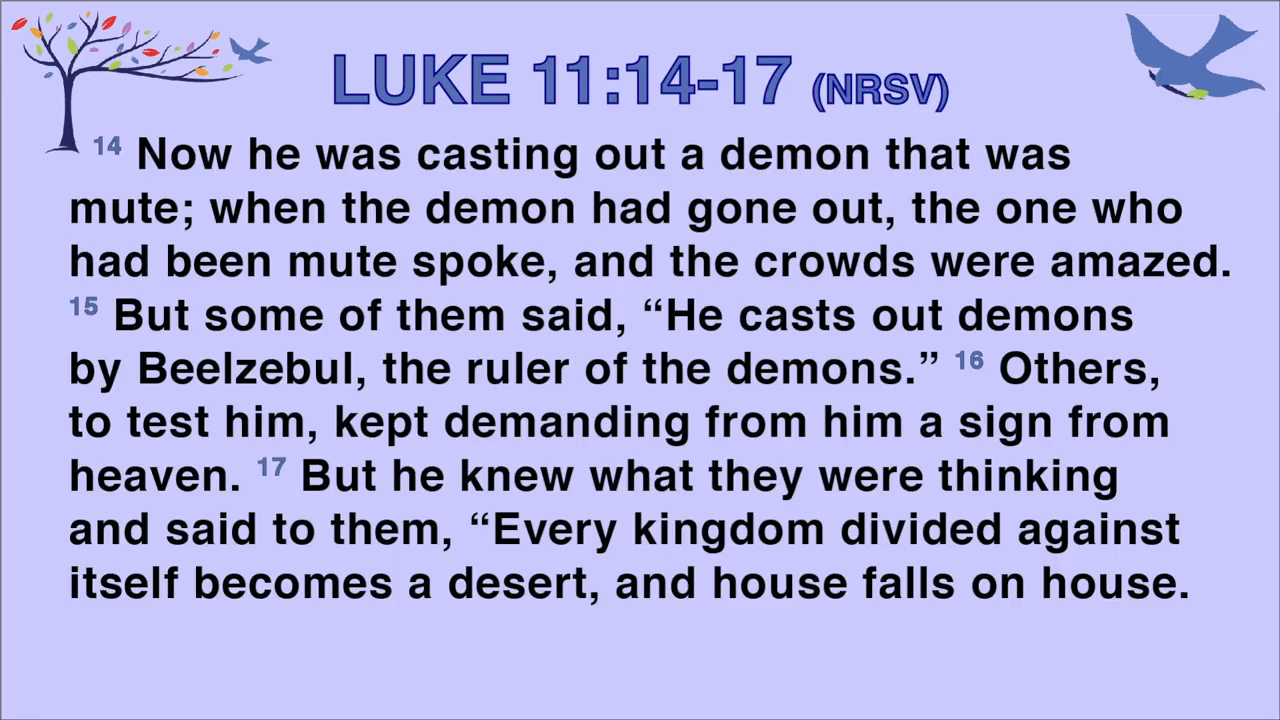 LUKE 11:14-17 (NRSV)
14 Now he was casting out a demon that was
mute; when the demon had gone out, the one who
had been mute spoke, and the crowds were amazed.
15 But some of them said, “He casts out demons
by Beelzebul, the ruler of the demons.” 16 Others,
to test him, kept demanding from him a sign from
heaven. 17 But he knew what they were thinking
and said to them, “Every kingdom divided against
itself becomes a desert, and house falls on house.